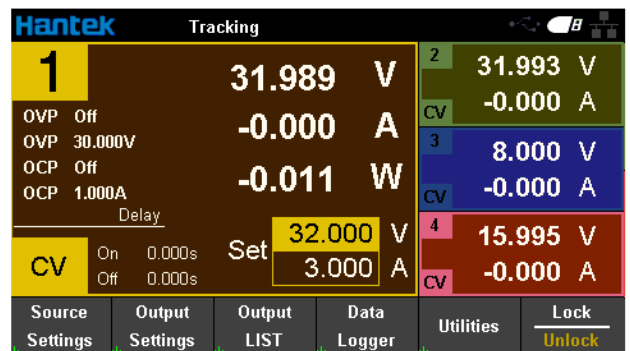 Hantek Tracking B
1 31.989 V
-0.000 A
-0.011 W
OVP Off
OVP 30.000V
OCP Off
OCP 1.000A
Delay
CV On 0.000s
Off 0.000s
Set 32.000 V
3.000 A
2 31.993 V
CV -0.000 A
3 8.000 V
CV -0.000 A
4 15.995 V
CV -0.000 A
Source Settings
Output Settings
Output LIST
Data Logger
Utilities
Lock
Unlock